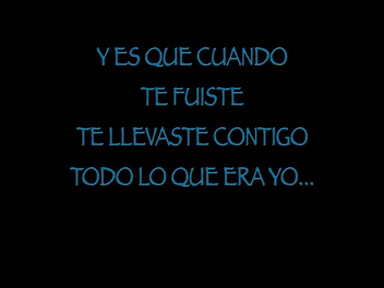 Y ES QUE CUANDO
TE FUISTE
TE LLEVASTE CONTIGO
TODO LO QUE ERA YO...